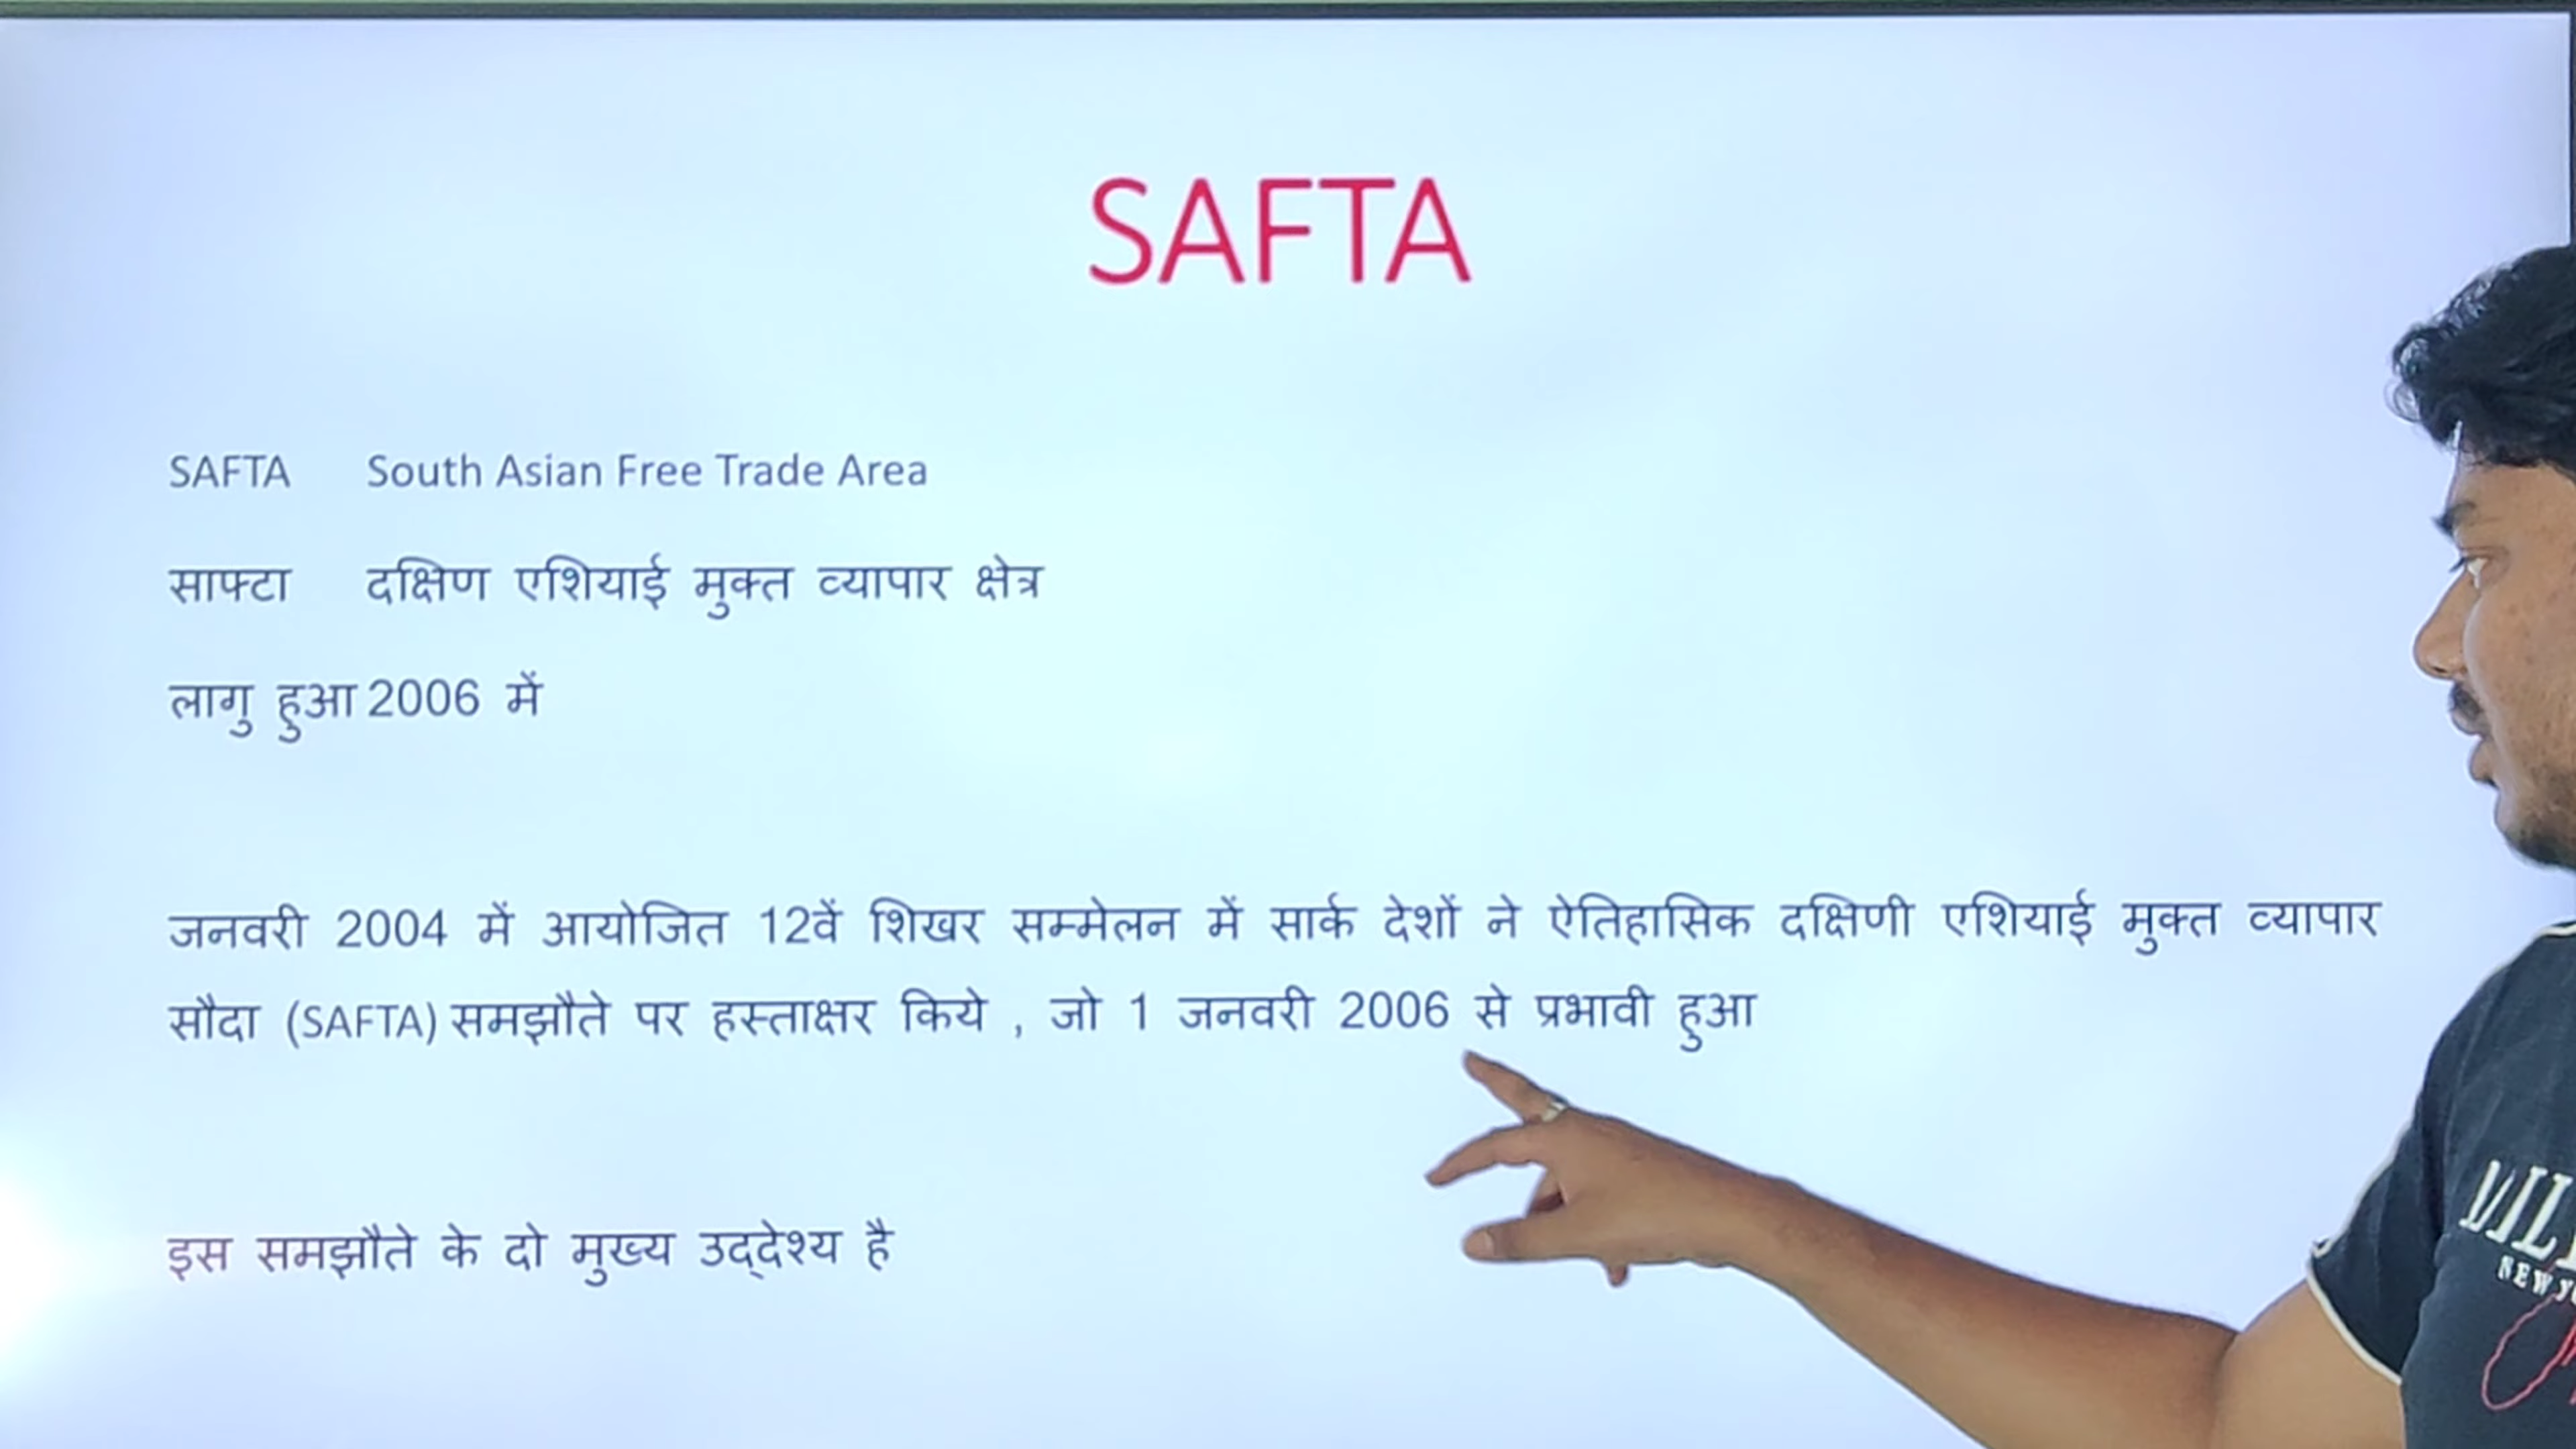 SAFTA
SAFTA South Asian Free Trade Area
साफ्टा दक्षिण एशियाई मुक्त व्यापार क्षेत्र
लागु हुआ 2006 में
जनवरी 2004 में आयोजित 12वें शिखर सम्मेलन में सार्क देशों ने ऐतिहासिक दक्षिणी एशियाई मुक्त व्यापार
सौदा (SAFTA) समझौते पर हस्ताक्षर किये , जो 1 जनवरी 2006 से प्रभावी हुआ
इस समझौते के दो मुख्य उद्देश्य है
NEW